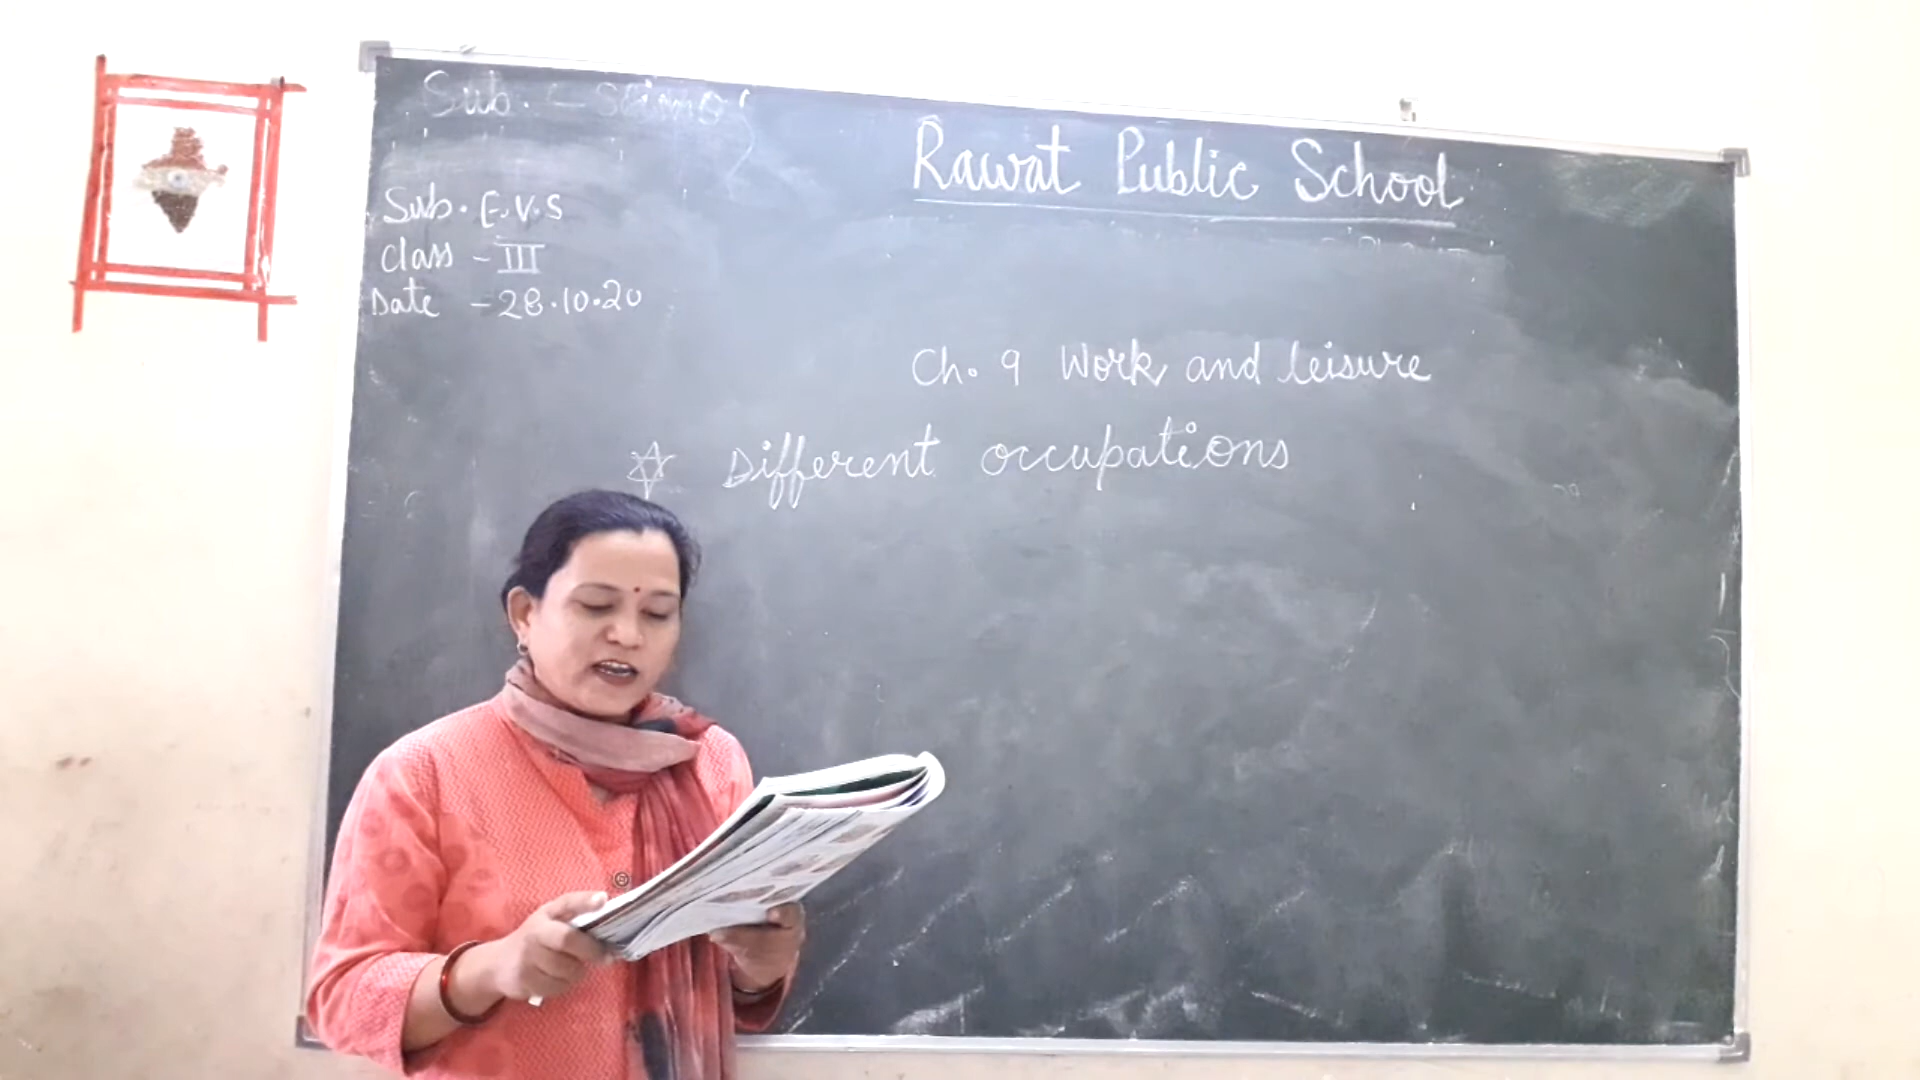 Rawat Public School
Sub. E.V.S
Class - III
Date - 28.10.20
Ch. 9 Work and leisure
Different occupations